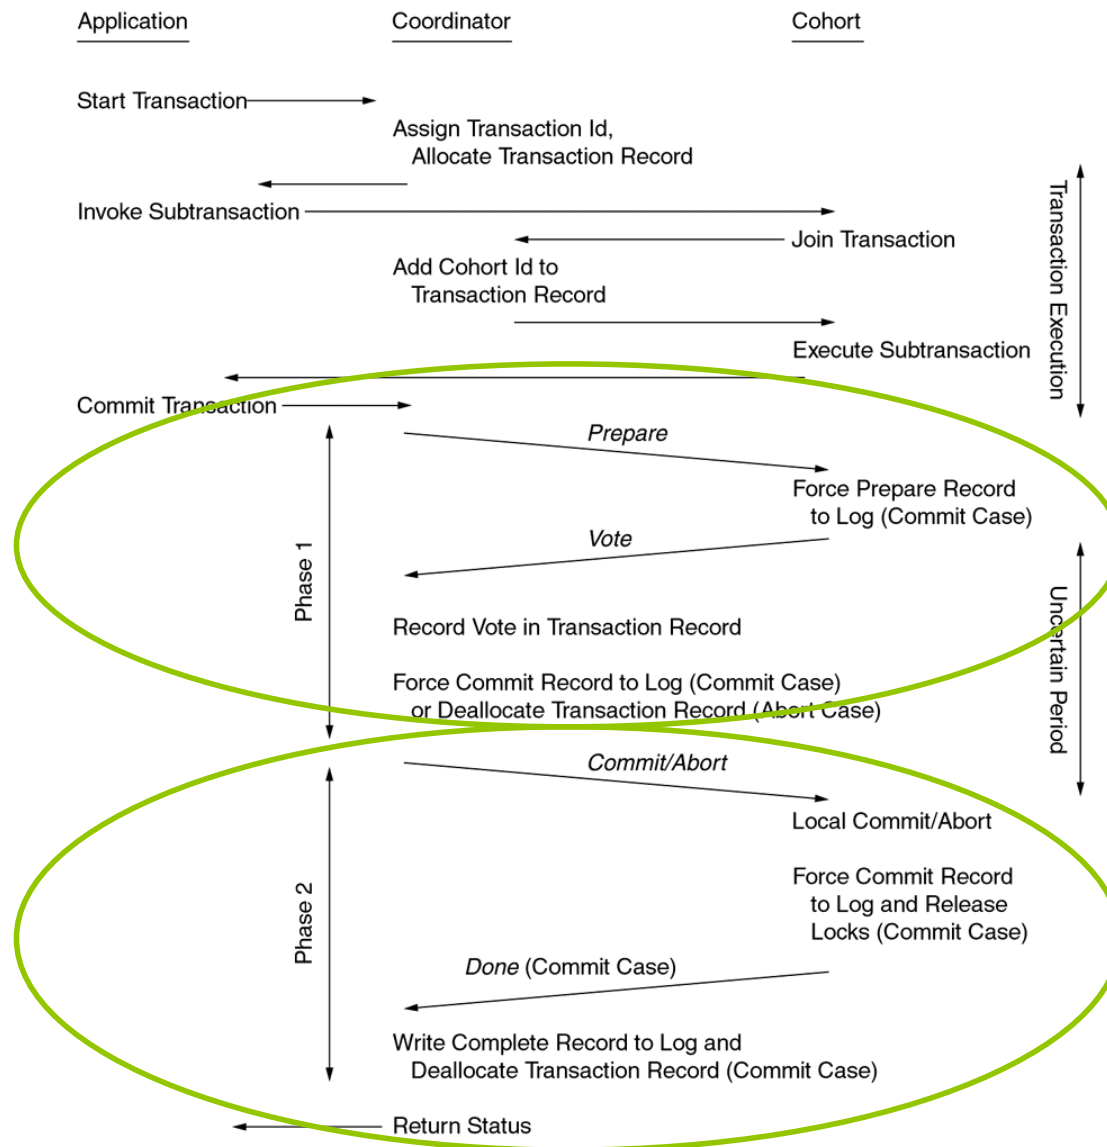 Application Coordinator Cohort
Start Transaction
Assign Transaction Id,
Allocate Transaction Record
Invoke Subtransaction
Join Transaction
Add Cohort Id to
Transaction Record
Execute Subtransaction
Transaction Execution
Commit Transaction
Prepare
Force Prepare Record
to Log (Commit Case)
Vote
Phase 1
Record Vote in Transaction Record
Force Commit Record to Log (Commit Case)
or Deallocate Transaction Record (Abort Case)
Uncertain Period
Commit/Abort
Local Commit/Abort
Force Commit Record
to Log and Release
Locks (Commit Case)
Phase 2
Done (Commit Case)
Write Complete Record to Log and
Deallocate Transaction Record (Commit Case)
Return Status